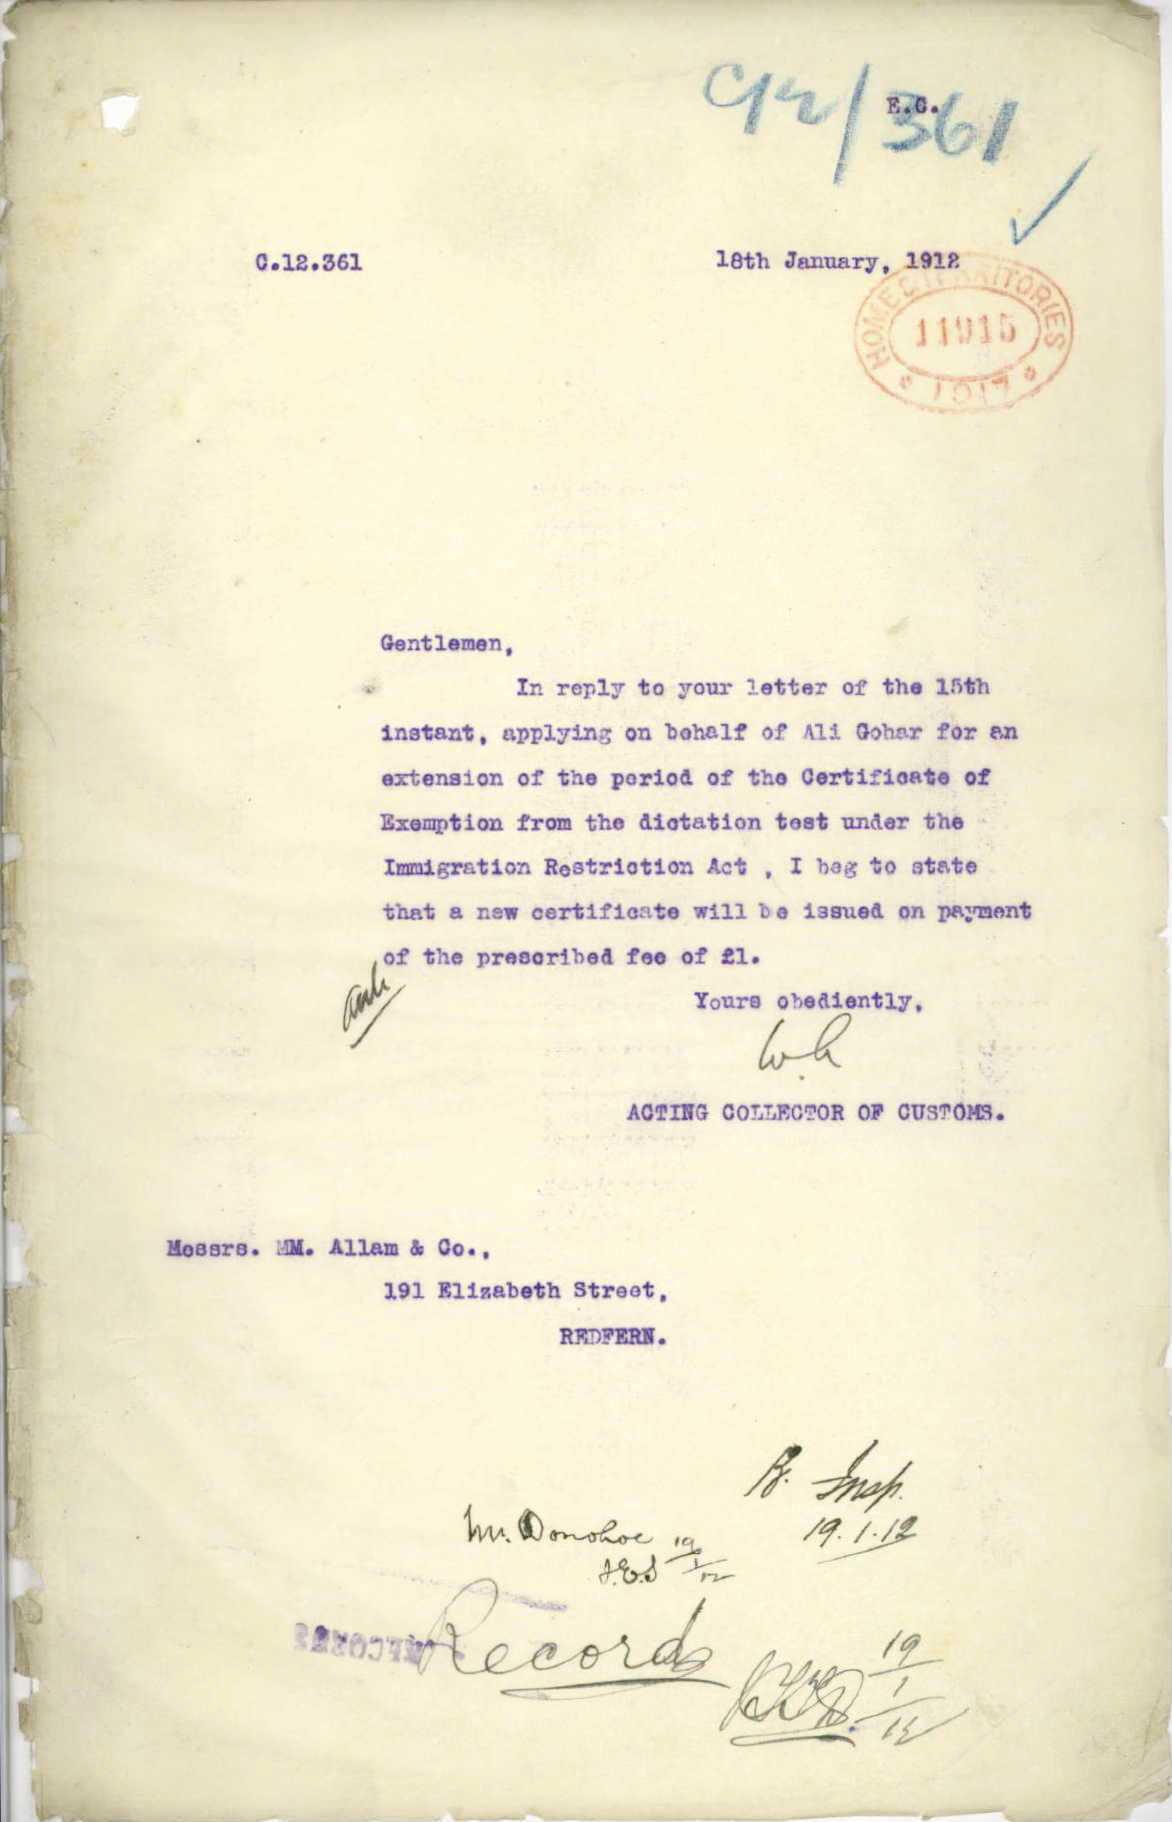 C12/361
E.C.
C.12.361
18th January, 1912
HOME & TERRITORIES
11915
1917
Gentlemen,
In reply to your letter of the 15th
instant, applying on behalf of Ali Gohar for an
extension of the period of the Certificate of
Exemption from the dictation test under the
Immigration Restriction Act , I beg to state
that a new certificate will be issued on payment
of the prescribed fee of £1.
Yours obediently,
ACTING COLLECTOR OF CUSTOMS.
Messrs. MM. Allam & Co.,
191 Elizabeth Street,
REDFERN.
Insp.
19.1.12
Mr. Donohoe 19/1/12
Records
19/1/12